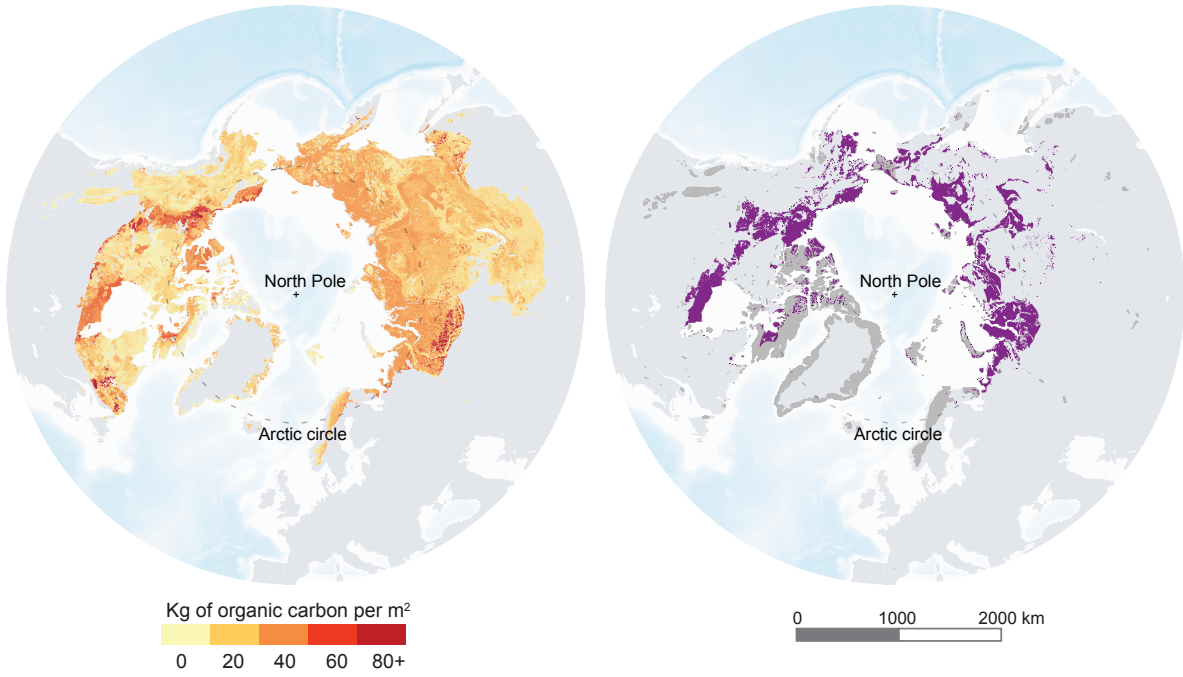 North Pole
+
Arctic circle
North Pole
+
Arctic circle
Kg of organic carbon per m²
0 20 40 60 80+
0 1000 2000 km